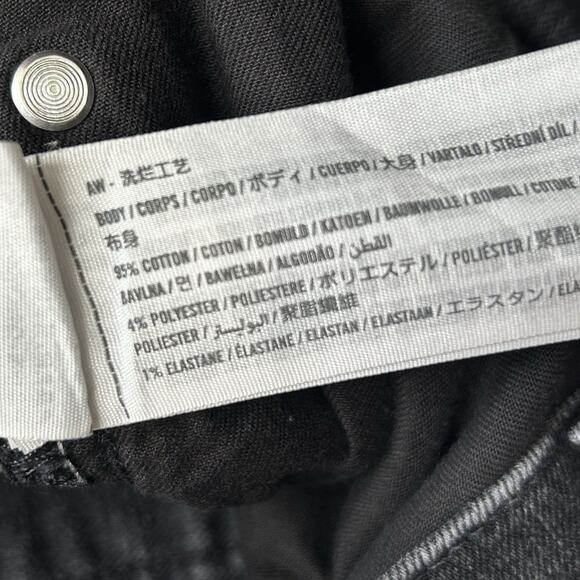 AW - 洗烂工艺
BODY / CORPS / CORPO / ボディ / CUERPO / 大身 / VARTALO / STŘEDNÍ DÍL /
布身
95% COTTON / COTON / BOMULD / KATOEN / BAUMWOLLE / BOMULL / COTONE
BAVLNA / 면 / BAWEŁNA / ALGODÃO / القطن
4% POLYESTER / POLIESTERE / ポリエステル / POLIÉSTER / 聚酯
POLIESTER / البوليستر / 聚脂纖維
1% ELASTANE / ÉLASTANE / ELASTAN / ELASTAAN / エラスタン /